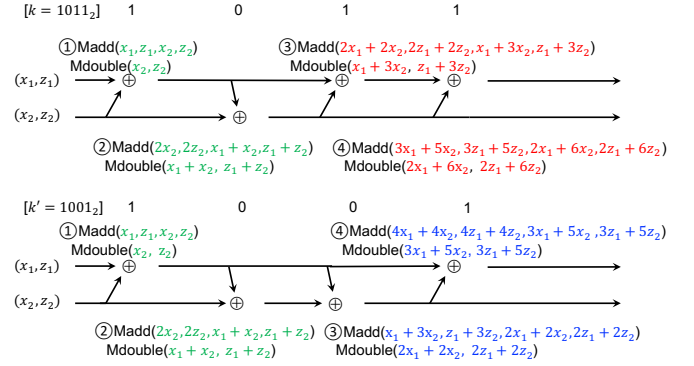 [k = 1011₂] 1 0 1 1
①Madd(x₁,z₁,x₂,z₂) ③Madd(2x₁ + 2x₂,2z₁ + 2z₂,x₁ + 3x₂,z₁ + 3z₂)
Mdouble(x₂,z₂) Mdouble(x₁ + 3x₂, z₁ + 3z₂)
(x₁,z₁) ⊕ ⊕ ⊕
(x₂,z₂) ⊕
②Madd(2x₂,2z₂,x₁ + x₂,z₁ + z₂) ④Madd(3x₁ + 5x₂,3z₁ + 5z₂,2x₁ + 6x₂,2z₁ + 6z₂)
Mdouble(x₁ + x₂, z₁ + z₂) Mdouble(2x₁ + 6x₂, 2z₁ + 6z₂)
[k′ = 1001₂] 1 0 0 1
①Madd(x₁,z₁,x₂,z₂) ④Madd(4x₁ + 4x₂,4z₁ + 4z₂,3x₁ + 5x₂ ,3z₁ + 5z₂)
Mdouble(x₂, z₂) Mdouble(3x₁ + 5x₂, 3z₁ + 5z₂)
(x₁,z₁) ⊕ ⊕
(x₂,z₂) ⊕ ⊕
②Madd(2x₂,2z₂,x₁ + x₂,z₁ + z₂) ③Madd(x₁ + 3x₂,z₁ + 3z₂,2x₁ + 2x₂,2z₁ + 2z₂)
Mdouble(x₁ + x₂, z₁ + z₂) Mdouble(2x₁ + 2x₂, 2z₁ + 2z₂)